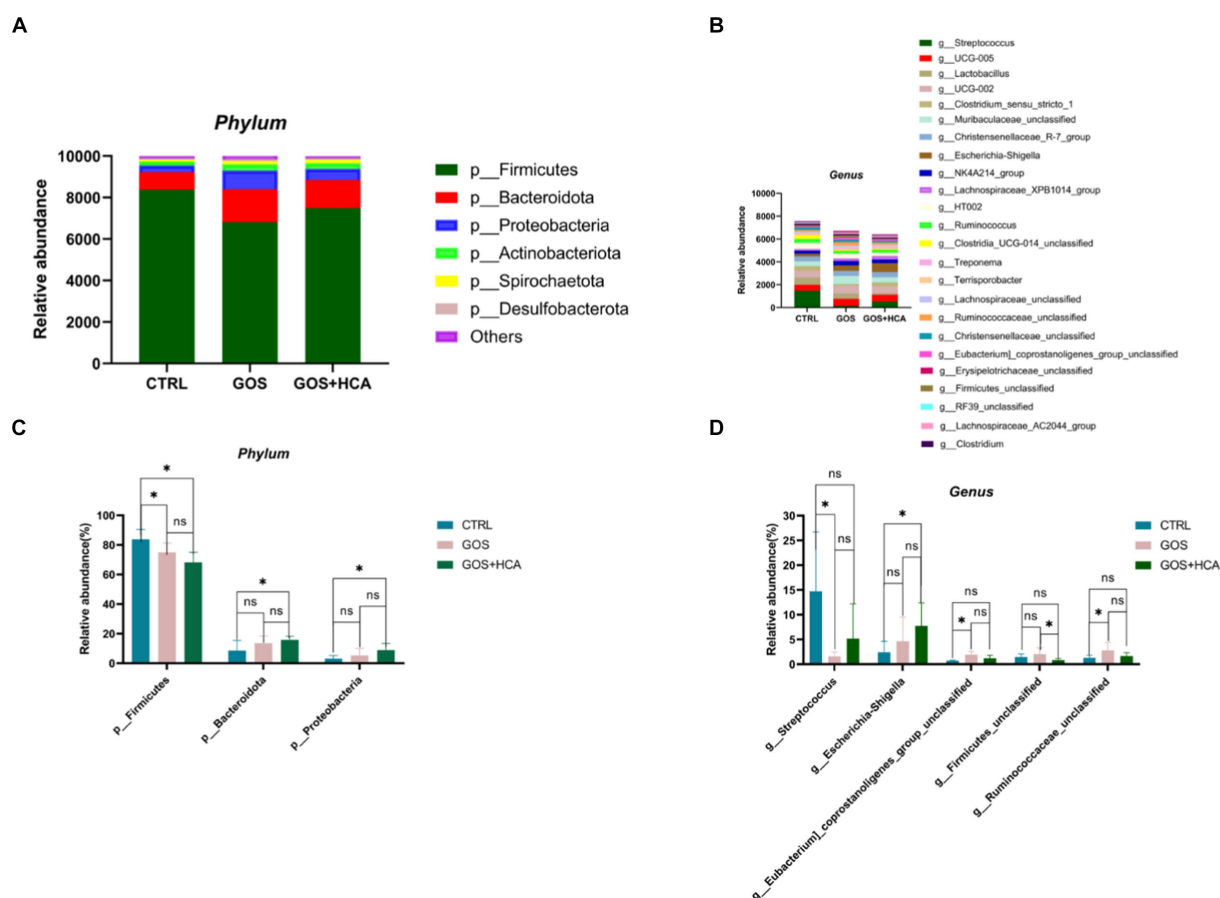 A
Phylum
Relative abundance
10000
8000
6000
4000
2000
0
CTRL
GOS
GOS+HCA
p__Firmicutes
p__Bacteroidota
p__Proteobacteria
p__Actinobacteriota
p__Spirochaetota
p__Desulfobacterota
Others
B
Genus
Relative abundance
10000
8000
6000
4000
2000
0
CTRL
GOS
GOS+HCA
g__Streptococcus
g__UCG-005
g__Lactobacillus
g__UCG-002
g__Clostridium_sensu_stricto_1
g__Muribaculaceae_unclassified
g__Christensenellaceae_R-7_group
g__Escherichia-Shigella
g__NK4A214_group
g__Lachnospiraceae_XPB1014_group
g__HT002
g__Ruminococcus
g__Clostridia_UCG-014_unclassified
g__Treponema
g__Terrisporobacter
g__Lachnospiraceae_unclassified
g__Ruminococcaceae_unclassified
g__Christensenellaceae_unclassified
g__Eubacterium]_coprostanoligenes_group_unclassified
g__Erysipelotrichaceae_unclassified
g__Firmicutes_unclassified
g__RF39_unclassified
g__Lachnospiraceae_AC2044_group
g__Clostridium
C
Phylum
Relative abundance(%)
100
80
60
40
20
0
*
*
ns
*
ns
ns
*
ns
ns
p__Firmicutes
p__Bacteroidota
p__Proteobacteria
CTRL
GOS
GOS+HCA
D
Genus
Relative abundance(%)
30
25
20
15
10
5
0
ns
*
ns
*
ns
ns
ns
*
ns
ns
ns
*
ns
*
ns
g__Streptococcus
g__Escherichia-Shigella
g__Eubacterium]_coprostanoligenes_group_unclassified
g__Firmicutes_unclassified
g__Ruminococcaceae_unclassified
CTRL
GOS
GOS+HCA